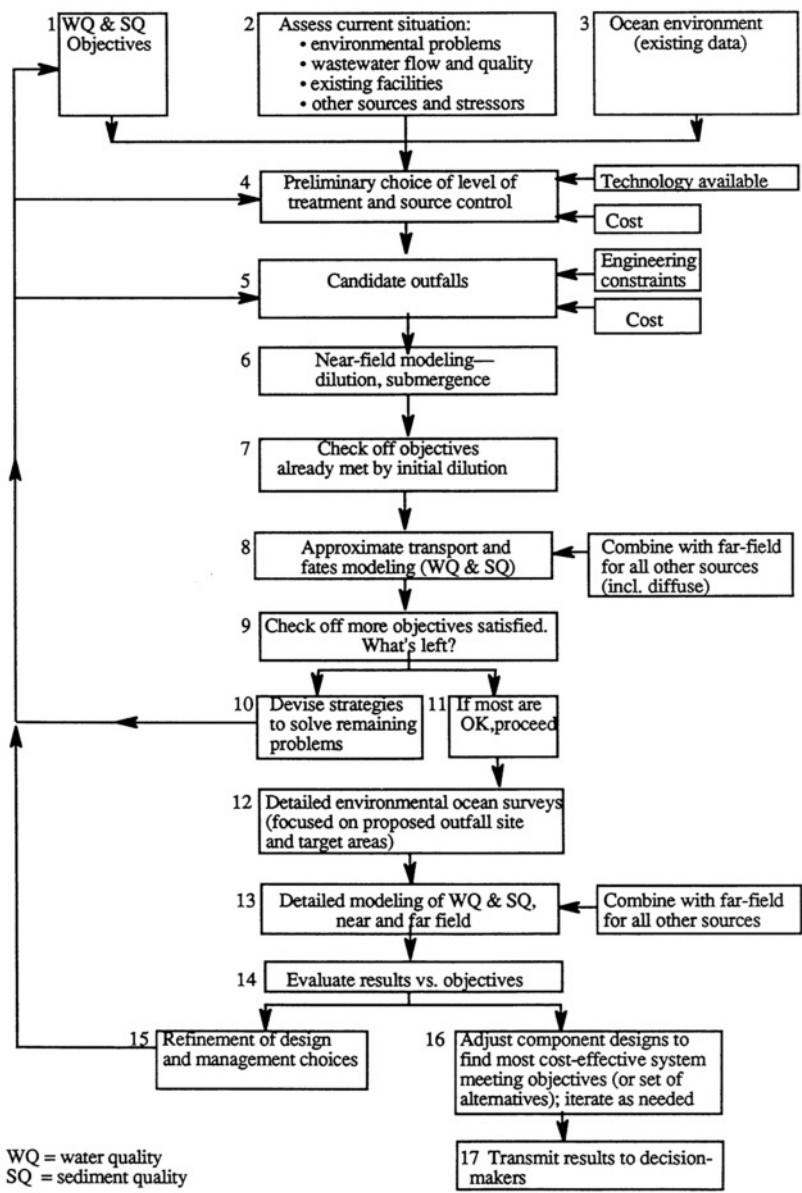 1 WQ & SQ
Objectives
2 Assess current situation:
• environmental problems
• wastewater flow and quality
• existing facilities
• other sources and stressors
3 Ocean environment
(existing data)
4 Preliminary choice of level of
treatment and source control
Technology available
Cost
5 Candidate outfalls
Engineering
constraints
Cost
6 Near-field modeling—
dilution, submergence
7 Check off objectives
already met by initial dilution
8 Approximate transport and
fates modeling (WQ & SQ)
Combine with far-field
for all other sources
(incl. diffuse)
9 Check off more objectives satisfied.
What's left?
10 Devise strategies
to solve remaining
problems
11 If most are
OK,proceed
12 Detailed environmental ocean surveys
(focused on proposed outfall site
and target areas)
13 Detailed modeling of WQ & SQ,
near and far field
Combine with far-field
for all other sources
14 Evaluate results vs. objectives
15 Refinement of design
and management choices
16 Adjust component designs to
find most cost-effective system
meeting objectives (or set of
alternatives); iterate as needed
17 Transmit results to decision-
makers
WQ = water quality
SQ = sediment quality